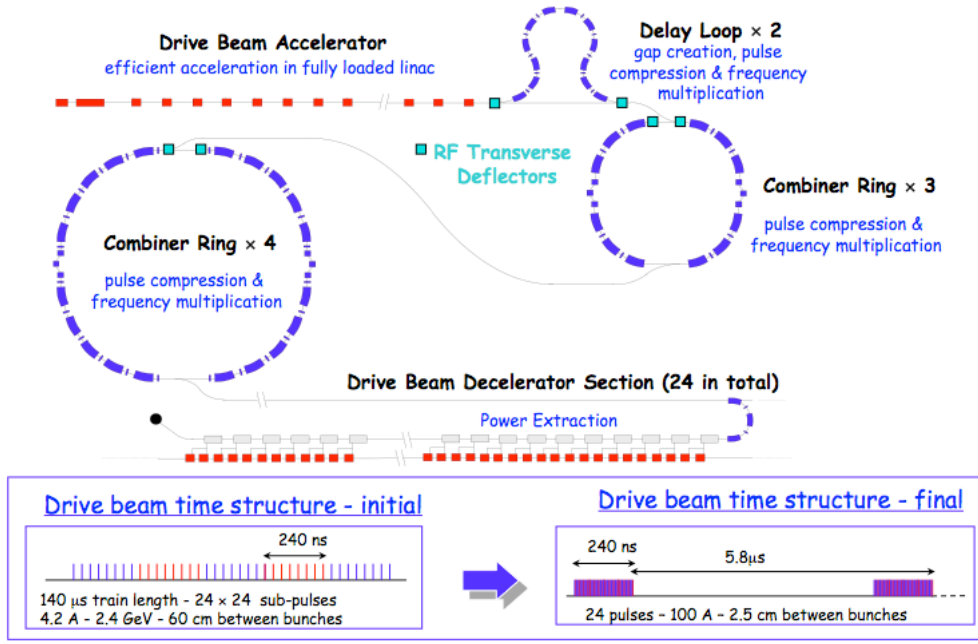 Drive Beam Accelerator
efficient acceleration in fully loaded linac
Delay Loop × 2
gap creation, pulse
compression & frequency
multiplication
RF Transverse
Deflectors
Combiner Ring × 3
pulse compression &
frequency multiplication
Combiner Ring × 4
pulse compression &
frequency multiplication
Drive Beam Decelerator Section (24 in total)
Power Extraction
Drive beam time structure - initial
240 ns
140 μs train length - 24 × 24 sub-pulses
4.2 A - 2.4 GeV - 60 cm between bunches
Drive beam time structure - final
240 ns
5.8μs
24 pulses – 100 A – 2.5 cm between bunches